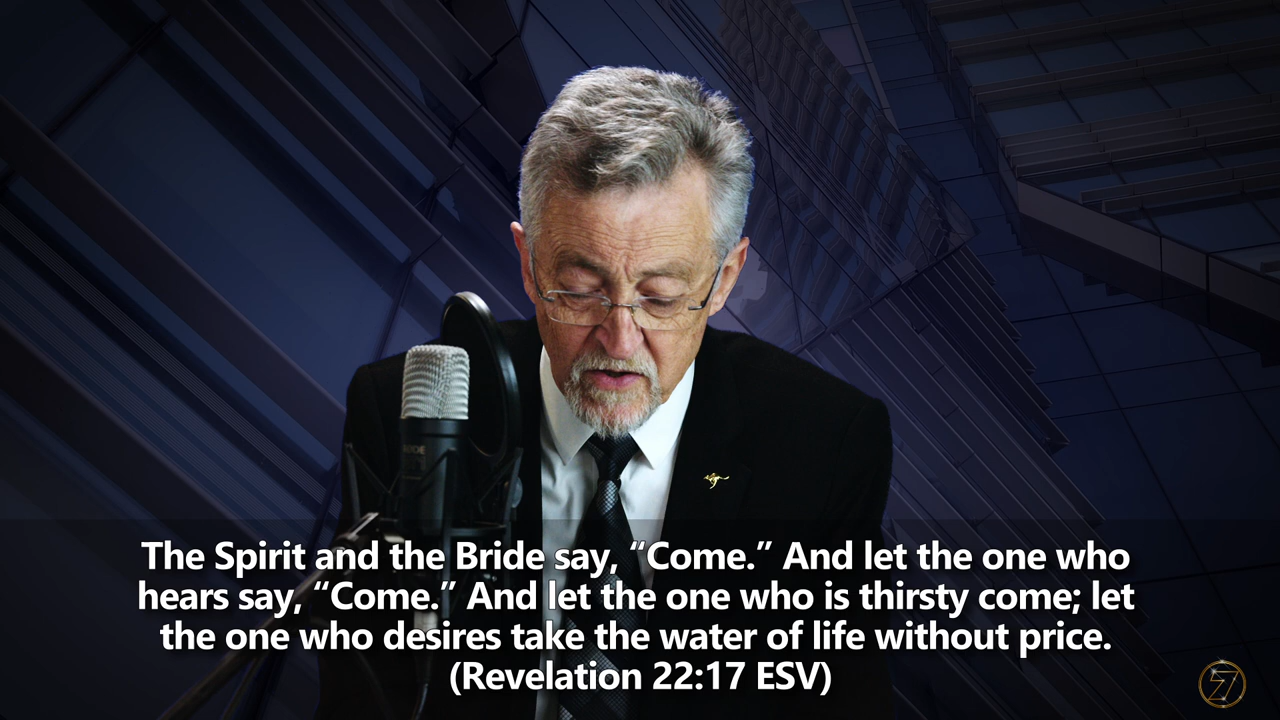 The Spirit and the Bride say, “Come.” And let the one who
hears say, “Come.” And let the one who is thirsty come; let
the one who desires take the water of life without price.
(Revelation 22:17 ESV)